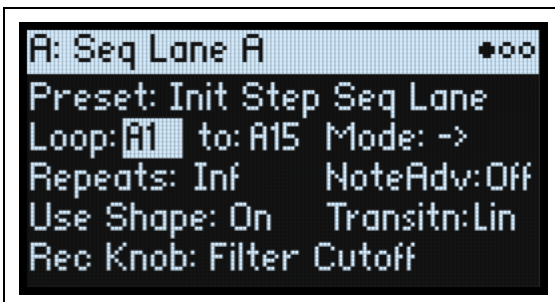 A: Seq Lane A
Preset: Init Step Seq Lane
Loop: A1 to: A15 Mode: ->
Repeats: Inf NoteAdv: Off
Use Shape: On Transitn: Lin
Rec Knob: Filter Cutoff